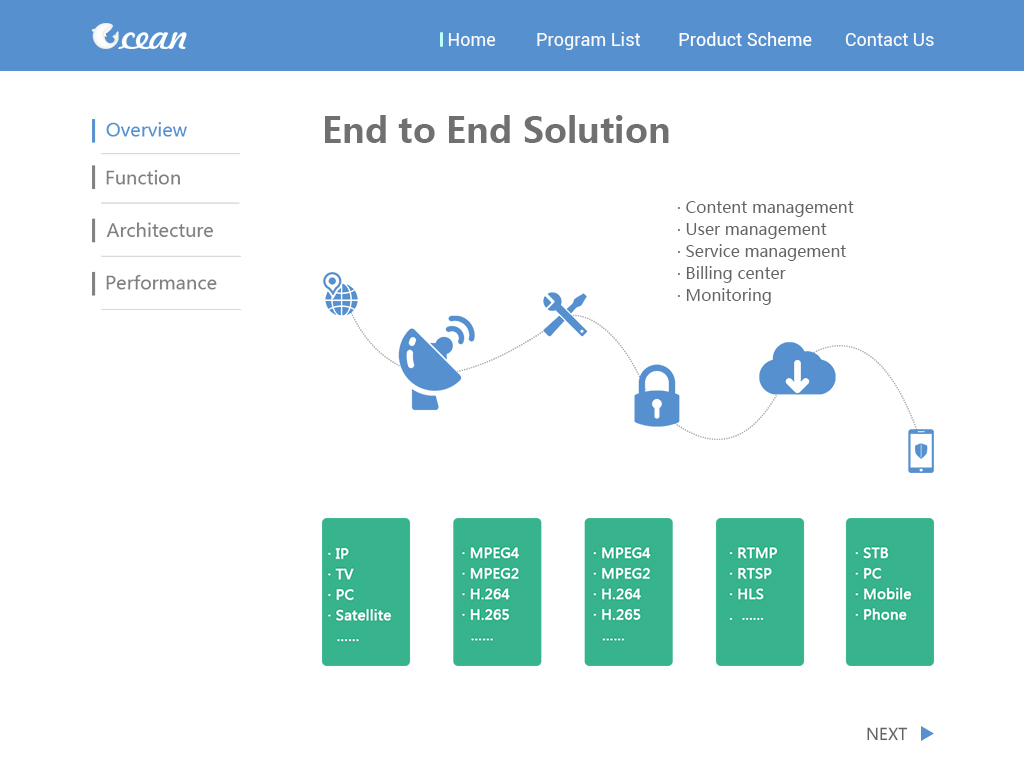 Ocean
Home
Program List
Product Scheme
Contact Us
Overview
Function
Architecture
Performance
End to End Solution
· Content management
· User management
· Service management
· Billing center
· Monitoring
· IP
· TV
· PC
· Satellite
......
· MPEG4
· MPEG2
· H.264
· H.265
......
· MPEG4
· MPEG2
· H.264
· H.265
......
· RTMP
· RTSP
· HLS
. ......
· STB
· PC
· Mobile
· Phone
NEXT